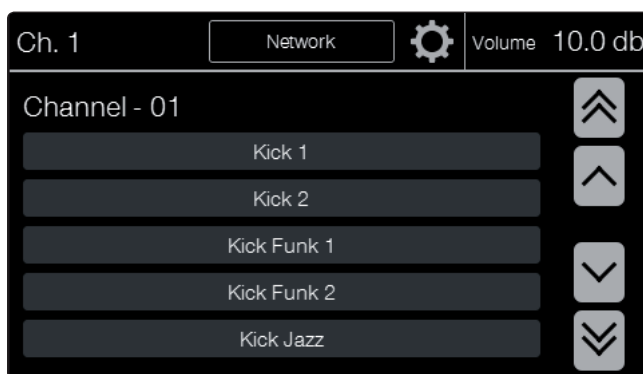 Ch. 1 Network Volume 10.0 db
Channel - 01
Kick 1
Kick 2
Kick Funk 1
Kick Funk 2
Kick Jazz